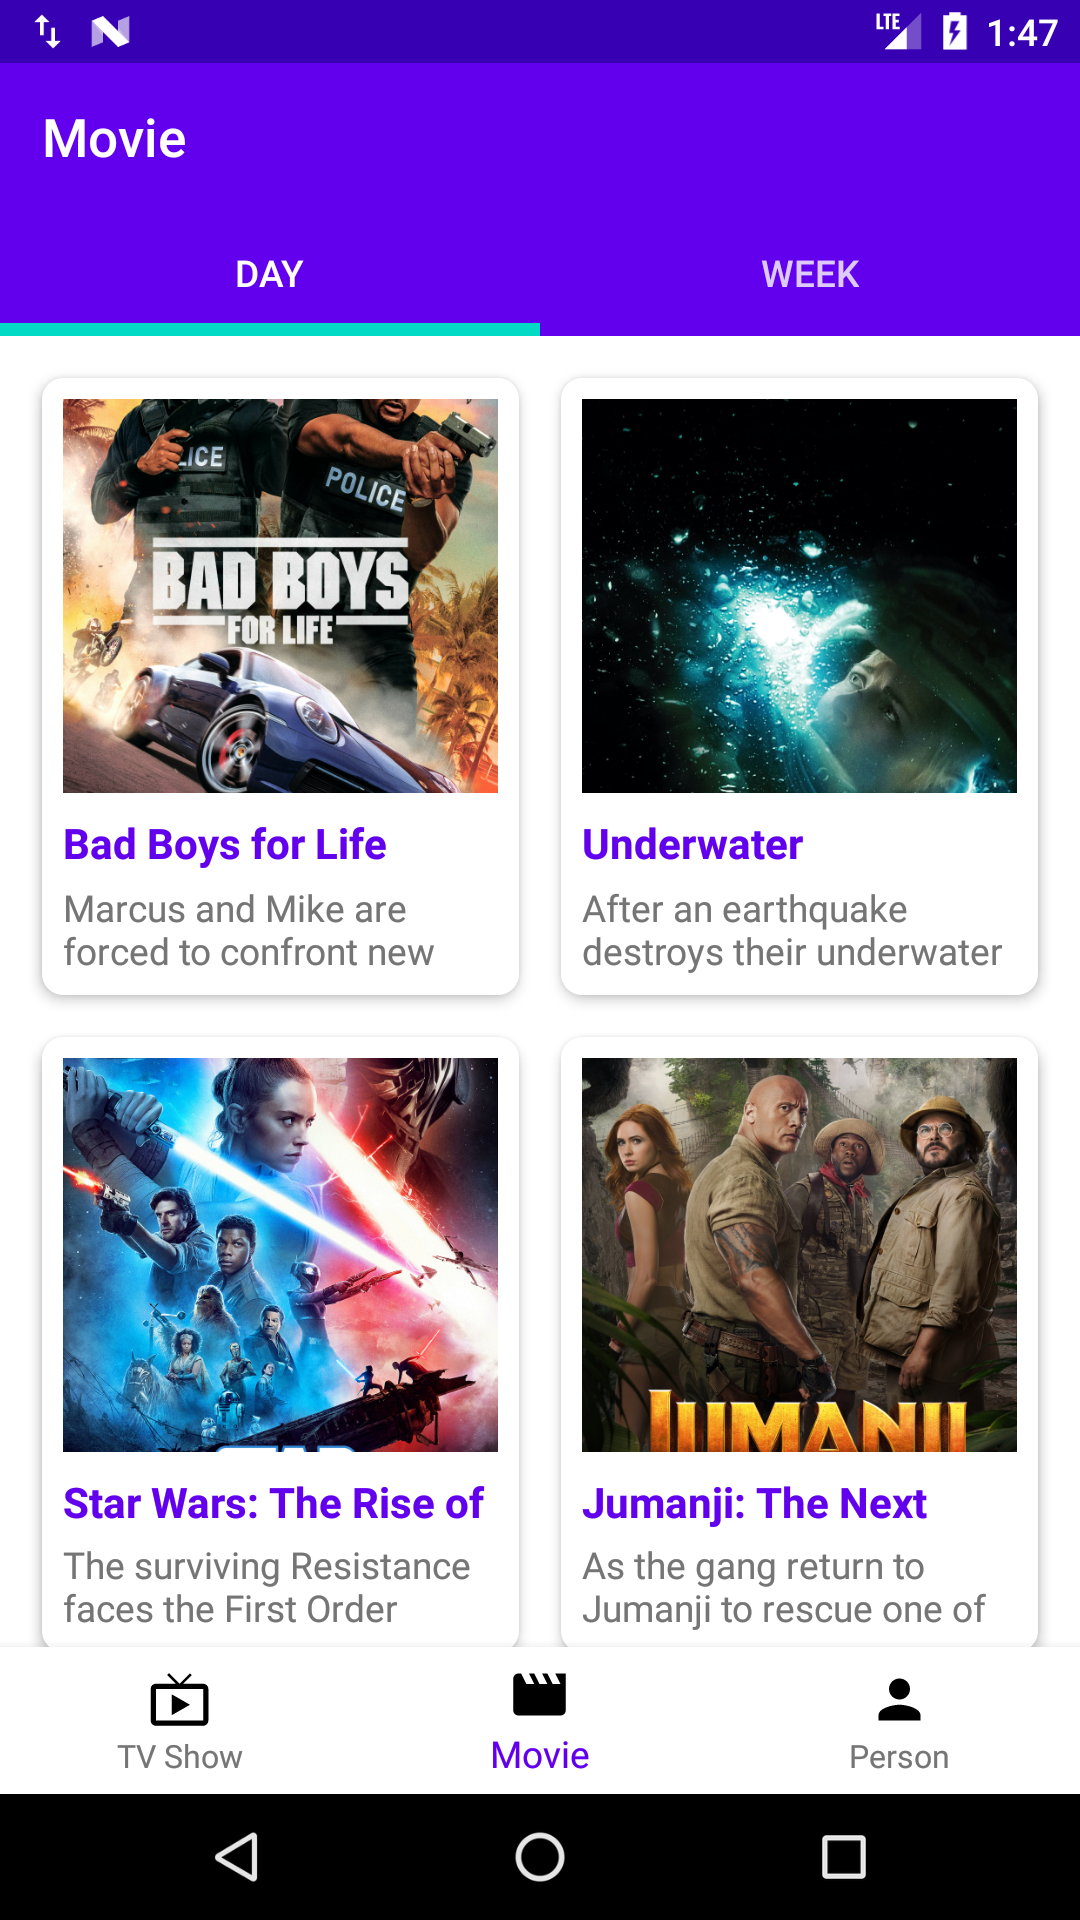 LTE 1:47
Movie
DAY WEEK
LICE
POLICE
BAD BOYS
FOR LIFE
Bad Boys for Life
Marcus and Mike are
forced to confront new
Underwater
After an earthquake
destroys their underwater
STAR
Star Wars: The Rise of
The surviving Resistance
faces the First Order
JUMANJI
Jumanji: The Next
As the gang return to
Jumanji to rescue one of
TV Show
Movie
Person